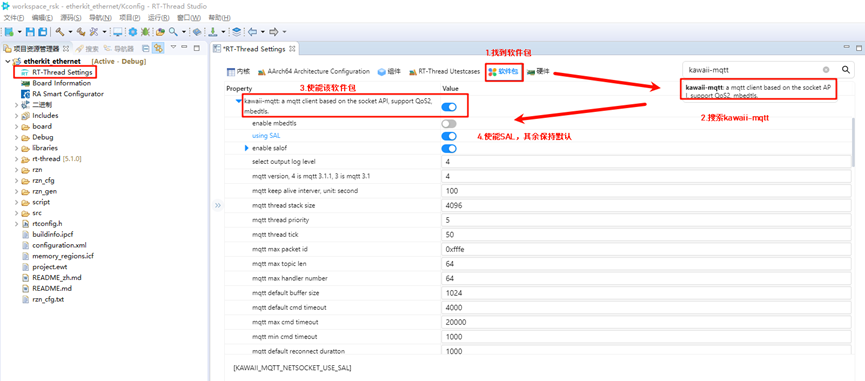 workspace_rsk - etherkit_ethernet/Kconfig - RT-Thread Studio
文件(F) 编辑(E) 源码(S) 导航(N) 项目(P) 运行(R) 窗口(W) 帮助(H)
项目资源管理器 搜索 导航器
etherkit_ethernet [Active - Debug]
RT-Thread Settings
Board Information
RA Smart Configurator
二进制
Includes
board
Debug
libraries
rt-thread [5.1.0]
rzn
rzn_cfg
rzn_gen
script
src
rtconfig.h
buildinfo.ipcf
configuration.xml
memory_regions.icf
project.ewt
README_zh.md
README.md
rzn_cfg.txt
*RT-Thread Settings
1.找到软件包
内核 AArch64 Architecture Configuration 组件 RT-Thread Utestcases 软件包 硬件
kawaii-mqtt
kawaii-mqtt: a mqtt client based on the socket API, support QoS2, mbedtls.
2.搜索kawaii-mqtt
Property Value
3.使能该软件包
kawaii-mqtt: a mqtt client based on the socket API, support QoS2,
mbedtls.
enable mbedtls
using SAL
4.使能SAL，其余保持默认
enable salof
select output log level 4
mqtt version, 4 is mqtt 3.1.1, 3 is mqtt 3.1 4
mqtt keep alive interver, unit: second 100
mqtt thread stack size 4096
mqtt thread priority 5
mqtt thread tick 50
mqtt max packet id 0xfffe
mqtt max topic len 64
mqtt max handler number 64
mqtt default buffer size 1024
mqtt default cmd timeout 4000
mqtt max cmd timeout 20000
mqtt min cmd timeout 1000
mqtt default reconnect duratton 1000
[KAWAII_MQTT_NETSOCKET_USE_SAL]